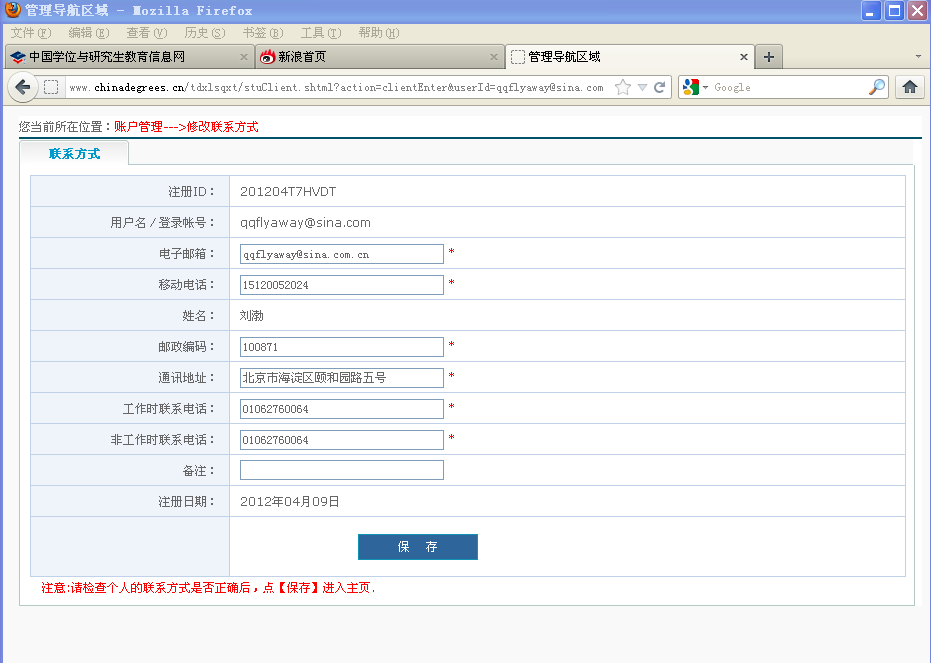 管理导航区域 - Mozilla Firefox
文件(F) 编辑(E) 查看(V) 历史(S) 书签(B) 工具(T) 帮助(H)
中国学位与研究生教育信息网 × 新浪首页 × 管理导航区域 × +
www.chinadegrees.cn/tdxlsqxt/stuClient.shtml?action=clientEnter&userId=qqflyaway@sina.com Google
您当前所在位置：账户管理--->修改联系方式
联系方式
注册ID： 201204T7HVDT
用户名／登录帐号： qqflyaway@sina.com
电子邮箱： qqflyaway@sina.com.cn *
移动电话： 15120052024 *
姓名： 刘渤
邮政编码： 100871 *
通讯地址： 北京市海淀区颐和园路五号 *
工作时联系电话： 01062760064 *
非工作时联系电话： 01062760064 *
备注：
注册日期： 2012年04月09日
保 存
注意:请检查个人的联系方式是否正确后，点【保存】进入主页.